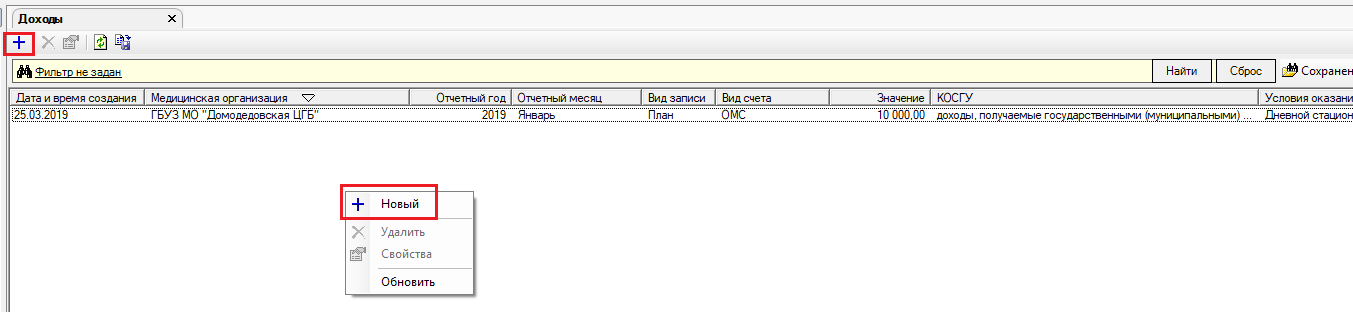 Доходы
Фильтр не задан Найти Сброс Сохранен
Дата и время создания Медицинская организация Отчетный год Отчетный месяц Вид записи Вид счета Значение КОСГУ Условия оказани
25.03.2019 ГБУЗ МО "Домодедовская ЦГБ" 2019 Январь План ОМС 10 000,00 доходы, получаемые государственными (муниципальными) ... Дневной стацион
Новый
Удалить
Свойства
Обновить